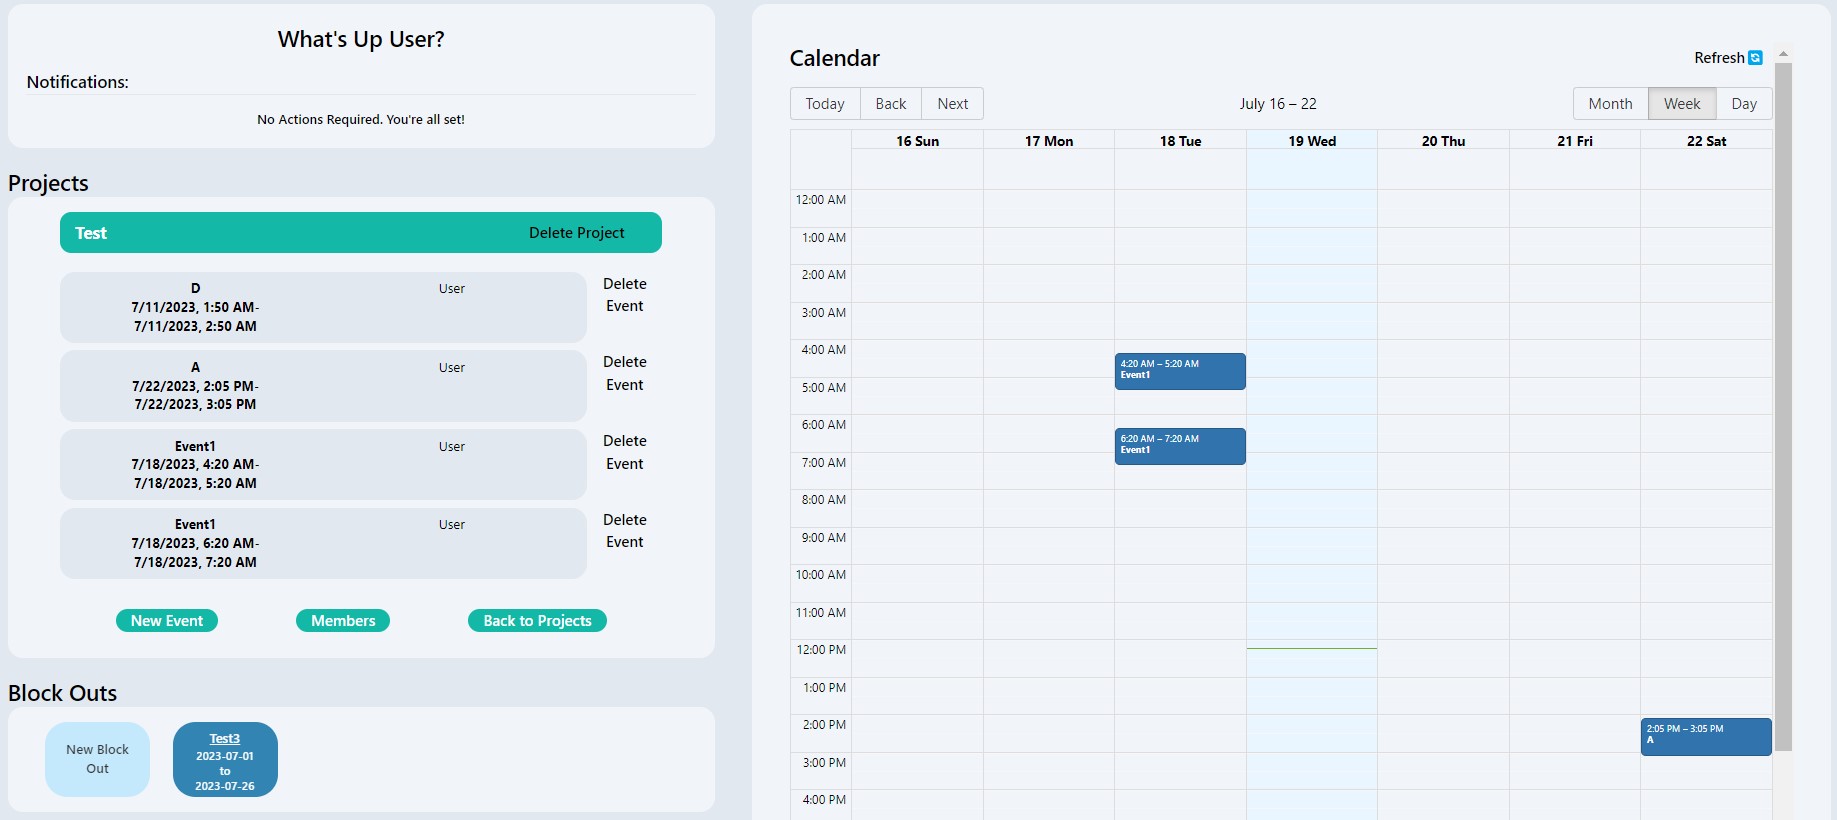 What's Up User?
Notifications:
No Actions Required. You're all set!
Projects
Test
Delete Project
D
7/11/2023, 1:50 AM-
7/11/2023, 2:50 AM
User
Delete
Event
A
7/22/2023, 2:05 PM-
7/22/2023, 3:05 PM
User
Delete
Event
Event1
7/18/2023, 4:20 AM-
7/18/2023, 5:20 AM
User
Delete
Event
Event1
7/18/2023, 6:20 AM-
7/18/2023, 7:20 AM
User
Delete
Event
New Event
Members
Back to Projects
Block Outs
New Block
Out
Test3
2023-07-01
to
2023-07-26
Calendar
Refresh
Today
Back
Next
July 16 – 22
Month
Week
Day
16 Sun
17 Mon
18 Tue
19 Wed
20 Thu
21 Fri
22 Sat
12:00 AM
1:00 AM
2:00 AM
3:00 AM
4:00 AM
4:20 AM – 5:20 AM
Event1
5:00 AM
6:00 AM
6:20 AM – 7:20 AM
Event1
7:00 AM
8:00 AM
9:00 AM
10:00 AM
11:00 AM
12:00 PM
1:00 PM
2:00 PM
2:05 PM – 3:05 PM
A
3:00 PM
4:00 PM